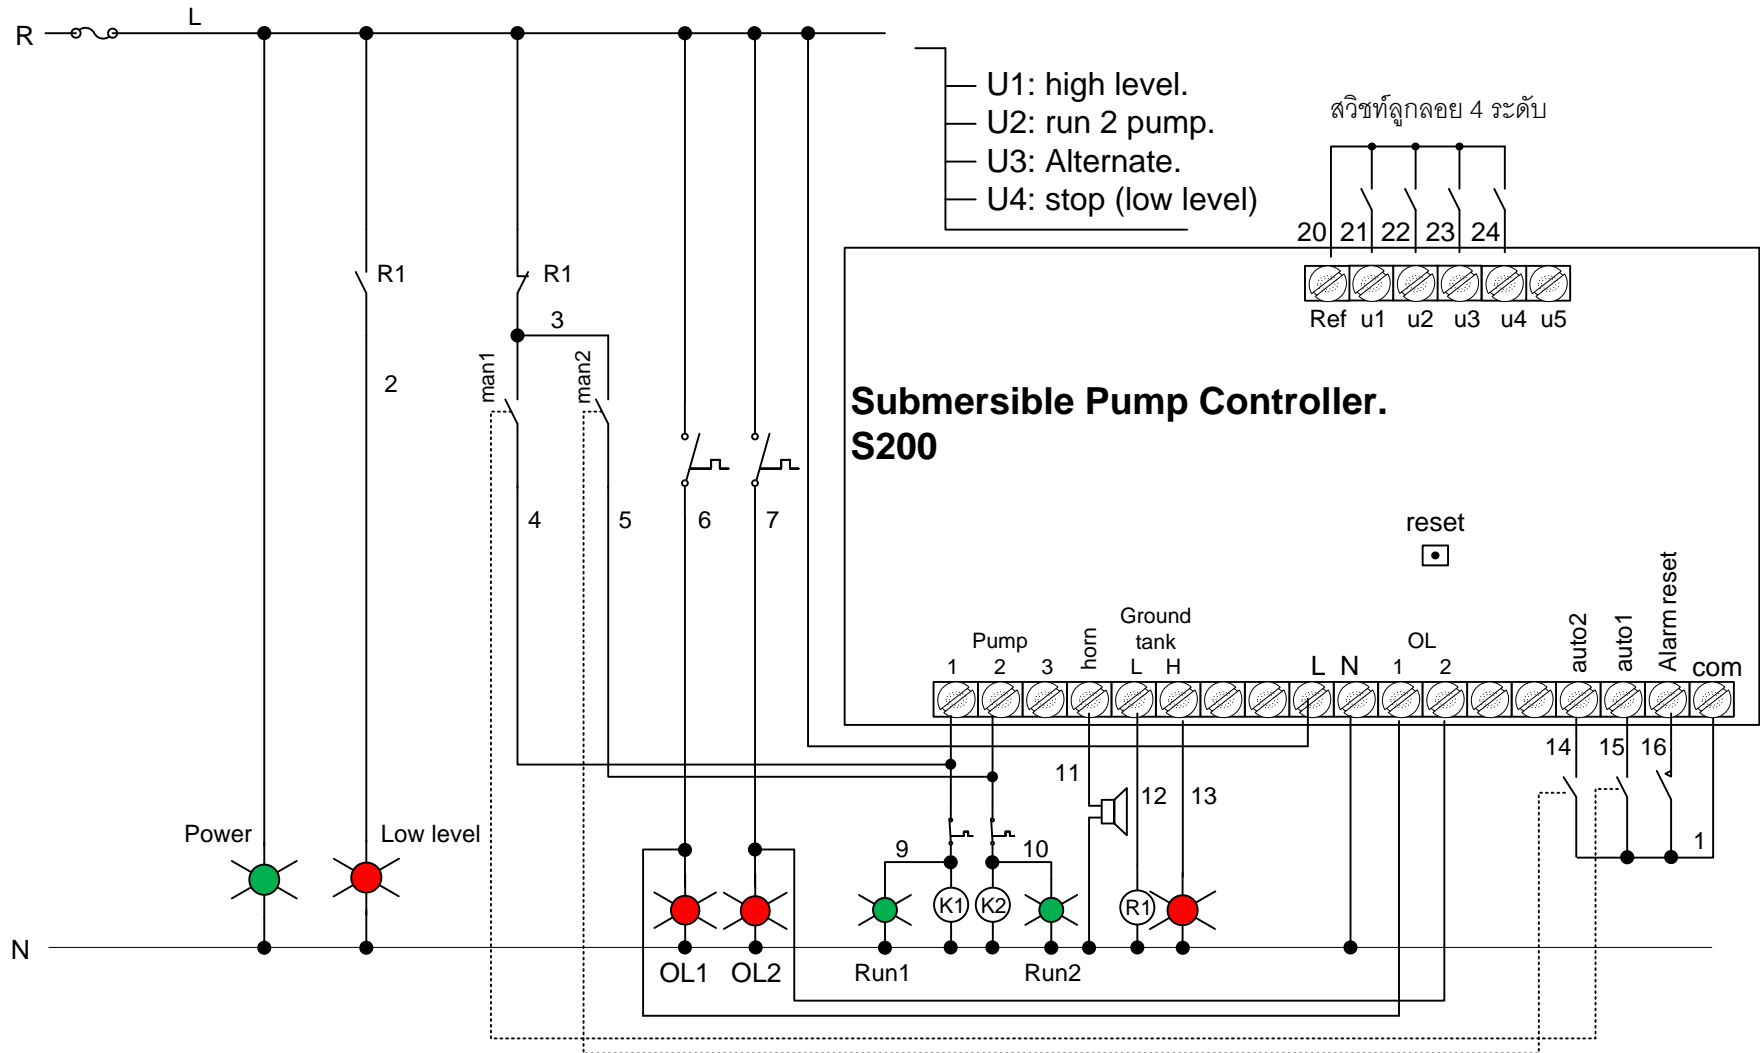 R
L
U1: high level.
U2: run 2 pump.
U3: Alternate.
U4: stop (low level)
สวิชท์ลูกลอย 4 ระดับ
20 21 22 23 24
Ref u1 u2 u3 u4 u5
R1
R1
3
2
man1
man2
Submersible Pump Controller.
S200
4
5
6
7
reset
Pump
1 2 3
horn
Ground
tank
L H
L N
OL
1 2
auto2
auto1
Alarm reset
com
14 15 16
11
12
13
1
Power
Low level
9
10
K1
K2
R1
N
OL1
OL2
Run1
Run2